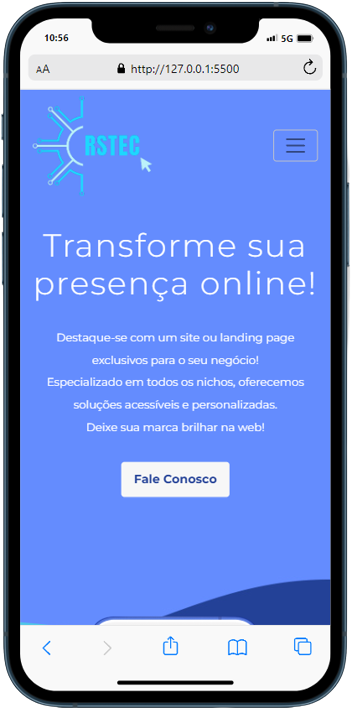 10:56
5G
AA
http://127.0.0.1:5500
RSTEC
Transforme sua
presença online!
Destaque-se com um site ou landing page
exclusivos para o seu negócio!
Especializado em todos os nichos, oferecemos
soluções acessíveis e personalizadas.
Deixe sua marca brilhar na web!
Fale Conosco